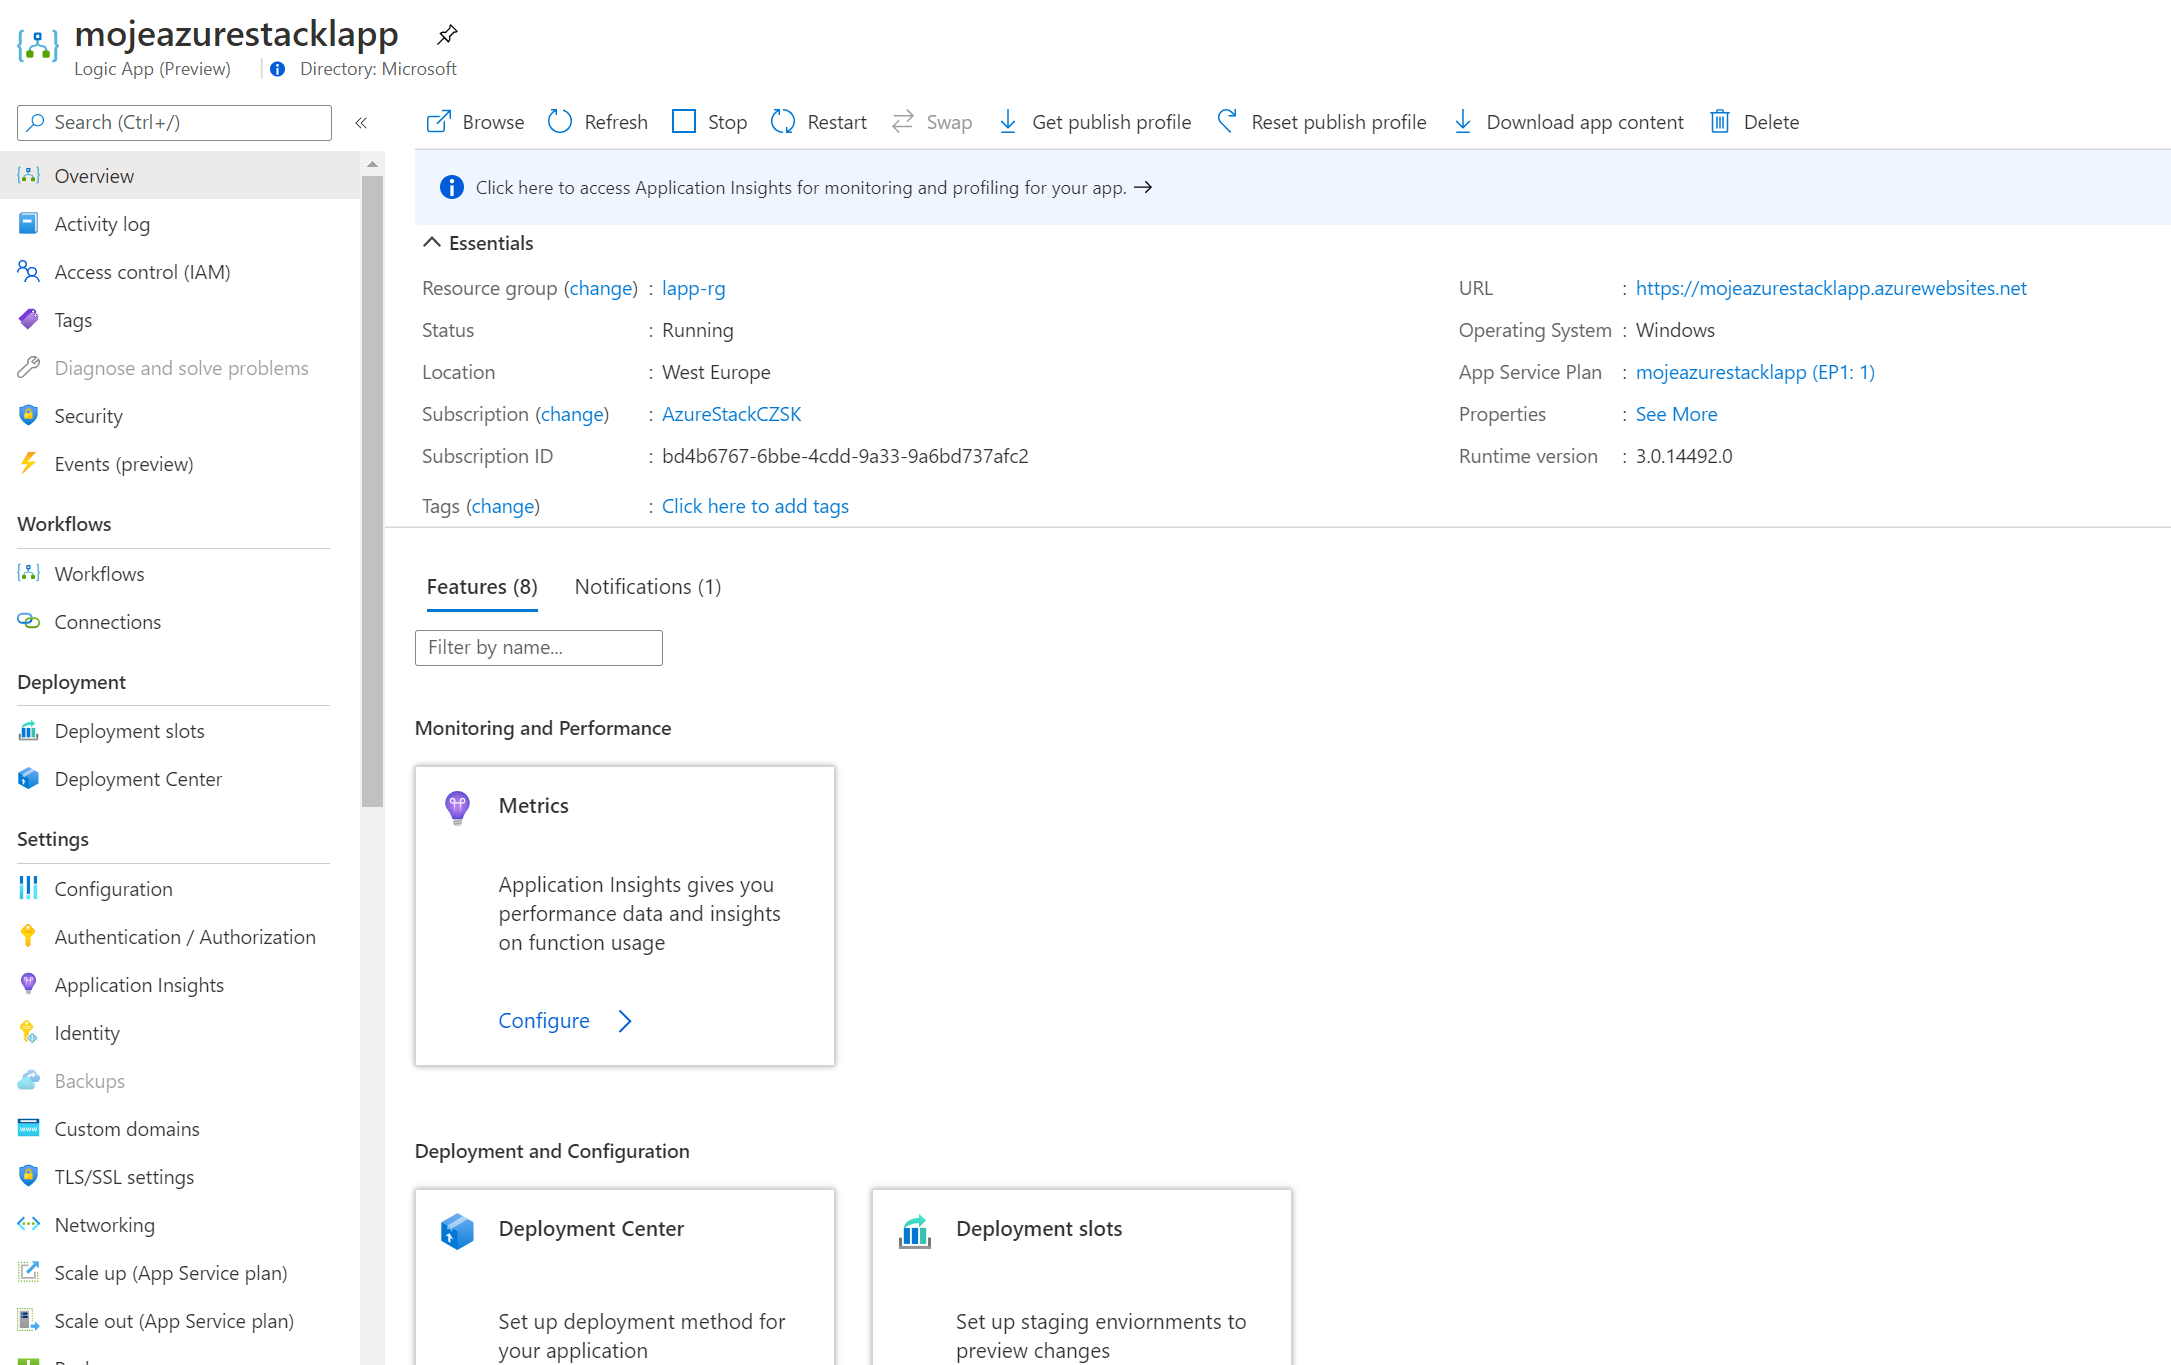 mojeazurestacklapp
Logic App (Preview)
Directory: Microsoft
Search (Ctrl+/)
«
Overview
Activity log
Access control (IAM)
Tags
Diagnose and solve problems
Security
Events (preview)
Workflows
Workflows
Connections
Deployment
Deployment slots
Deployment Center
Settings
Configuration
Authentication / Authorization
Application Insights
Identity
Backups
Custom domains
TLS/SSL settings
Networking
Scale up (App Service plan)
Scale out (App Service plan)
Browse
Refresh
Stop
Restart
Swap
Get publish profile
Reset publish profile
Download app content
Delete
Click here to access Application Insights for monitoring and profiling for your app. →
Essentials
Resource group (change) : lapp-rg
Status : Running
Location : West Europe
Subscription (change) : AzureStackCZSK
Subscription ID : bd4b6767-6bbe-4cdd-9a33-9a6bd737afc2
Tags (change) : Click here to add tags
URL : https://mojeazurestacklapp.azurewebsites.net
Operating System : Windows
App Service Plan : mojeazurestacklapp (EP1: 1)
Properties : See More
Runtime version : 3.0.14492.0
Features (8)
Notifications (1)
Filter by name...
Monitoring and Performance
Metrics
Application Insights gives you
performance data and insights
on function usage
Configure
Deployment and Configuration
Deployment Center
Set up deployment method for
your application
Deployment slots
Set up staging enviornments to
preview changes